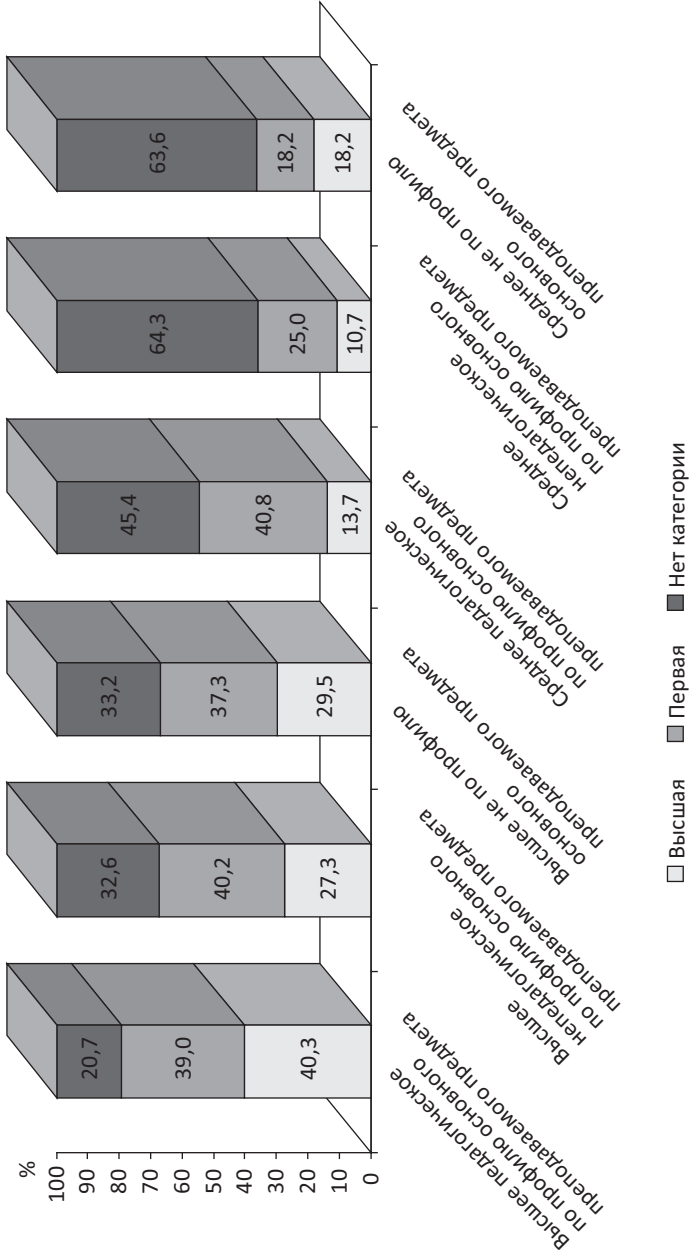 %
100
90
80
70
60
50
40
30
20
10
0
20,7
39,0
40,3
32,6
40,2
27,3
33,2
37,3
29,5
45,4
40,8
13,7
64,3
25,0
10,7
63,6
18,2
18,2
Высшее педагогическое
по профилю основного
преподаваемого предмета
Высшее
непедагогическое
по профилю основного
преподаваемого предмета
Высшее не по профилю
основного
преподаваемого предмета
Среднее педагогическое
по профилю основного
преподаваемого предмета
Среднее
непедагогическое
по профилю основного
преподаваемого предмета
Среднее не по профилю
основного
преподаваемого предмета
Высшая
Первая
Нет категории